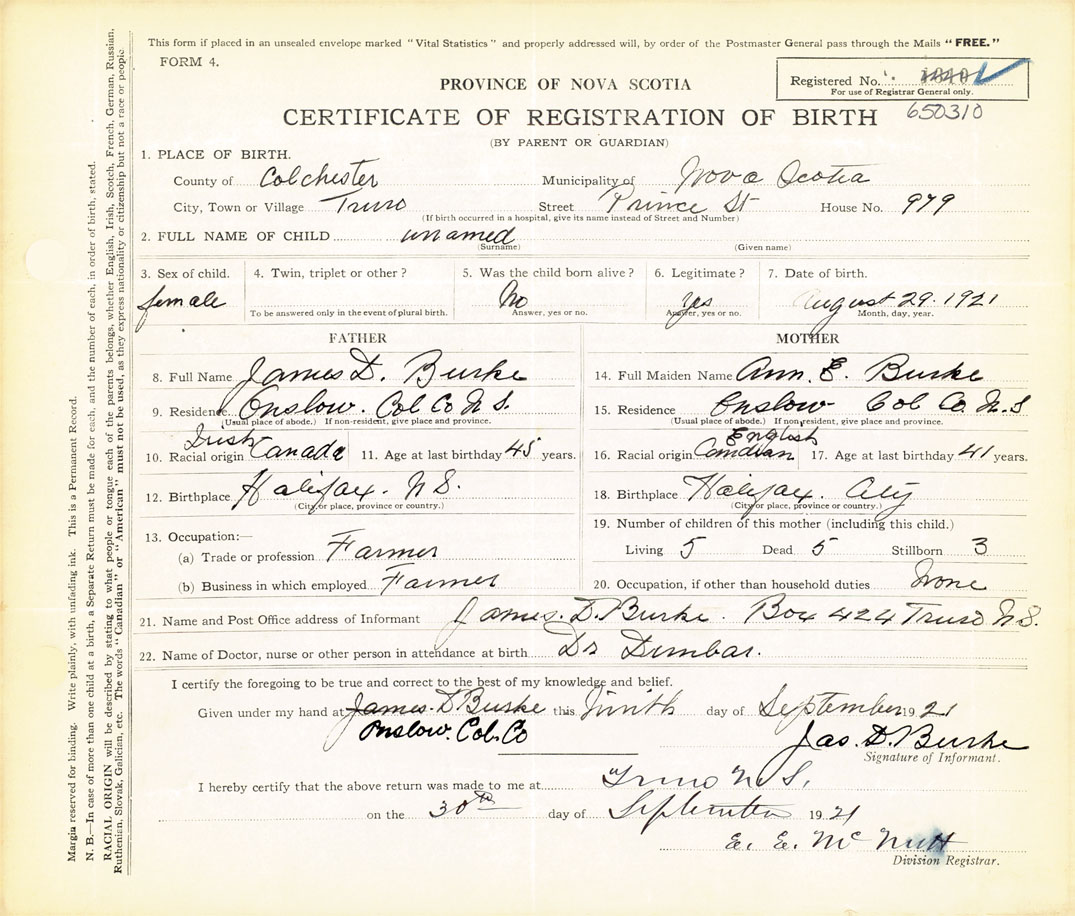 This form if placed in an unsealed envelope marked "Vital Statistics" and properly addressed will, by order of the Postmaster General pass through the Mails "FREE."
FORM 4.
Registered No. 1840
For use of Registrar General only.
650310
PROVINCE OF NOVA SCOTIA
CERTIFICATE OF REGISTRATION OF BIRTH
(BY PARENT OR GUARDIAN)
1. PLACE OF BIRTH.
County of Colchester Municipality of Nova Scotia
City, Town or Village Truro Street Prince St House No. 979
(If birth occurred in a hospital, give its name instead of Street and Number)
2. FULL NAME OF CHILD unamed
(Surname) (Given name)
3. Sex of child. 4. Twin, triplet or other? 5. Was the child born alive? 6. Legitimate? 7. Date of birth.
female No yes August 29. 1921
To be answered only in the event of plural birth. Answer, yes or no. Answer, yes or no. Month, day, year.
FATHER MOTHER
8. Full Name James D. Burke 14. Full Maiden Name Ann. E. Burke
9. Residence Onslow. Col Co N S. 15. Residence Onslow Col Co. N. S
(Usual place of abode.) If non-resident, give place and province. (Usual place of abode.) If non-resident, give place and province.
Irish English
10. Racial origin Canada 11. Age at last birthday 45 years. 16. Racial origin Canadian 17. Age at last birthday 41 years.
12. Birthplace Halifax. N S. 18. Birthplace Halifax. City
(City or place, province or country.) (City or place, province or country.)
13. Occupation:— 19. Number of children of this mother (including this child.)
(a) Trade or profession Farmer Living 5 Dead 5 Stillborn 3
(b) Business in which employed Farmer 20. Occupation, if other than household duties None
21. Name and Post Office address of Informant James. D. Burke. Box 424 Truro N.S.
22. Name of Doctor, nurse or other person in attendance at birth Dr Dunbar.
I certify the foregoing to be true and correct to the best of my knowledge and belief.
Given under my hand at James. D Burke this Ninith day of September 1921
Onslow. Col. Co
Jas. D. Burke
Signature of Informant.
I hereby certify that the above return was made to me at Truro N. S.
on the 30th day of September 1921
E. E. McNutt
Division Registrar.
Margia reserved for binding. Write plainly, with unfading ink. This is a Permanent Record.
N. B.—In case of more than one child at a birth, a Separate Return must be made for each, and the number of each, in order of birth, stated.
RACIAL ORIGIN will be described by stating to what people or tongue each of the parents belongs, whether English, Irish, Scotch, French, German, Russian,
Ruthenian, Slovak, Galician, etc. The words "Canadian" or "American" must not be used, as they express nationality or citizenship but not a race or people.